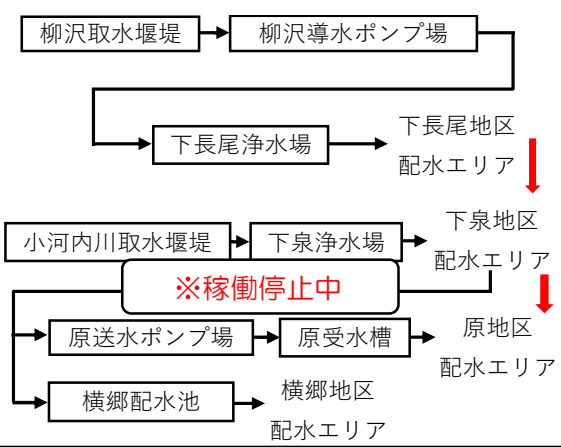 柳沢取水堰堤
柳沢導水ポンプ場
下長尾浄水場
下長尾地区
配水エリア
小河内川取水堰堤
下泉浄水場
下泉地区
配水エリア
※稼働停止中
原送水ポンプ場
原受水槽
原地区
配水エリア
横郷配水池
横郷地区
配水エリア